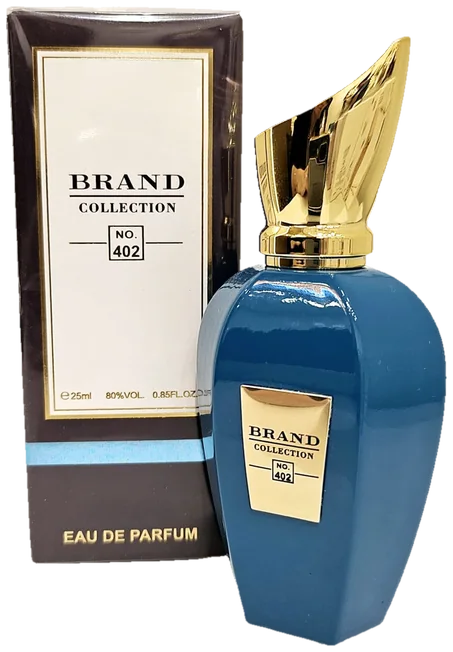 BRAND
COLLECTION
NO.
402
℮ 25ml 80%VOL. 0.85FL.OZ.
EAU DE PARFUM
BRAND
COLLECTION
NO.
402